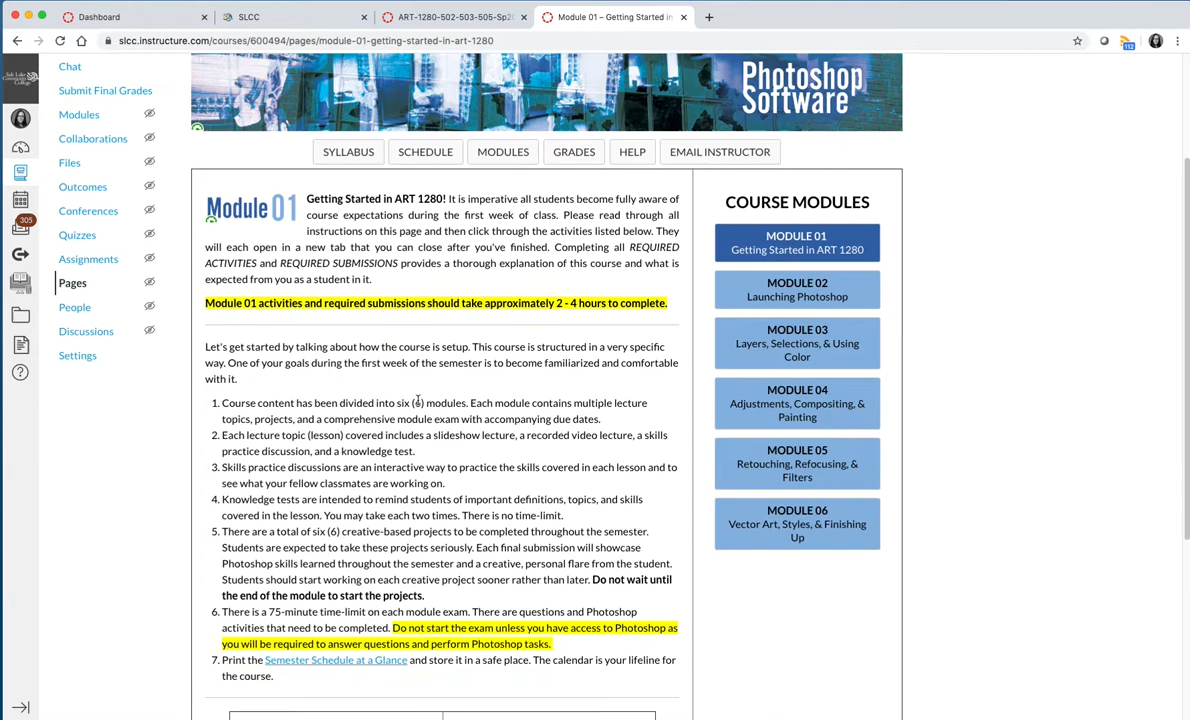 Dashboard
SLCC
ART-1280-502-503-505-Sp20
Module 01 – Getting Started in
slcc.instructure.com/courses/600494/pages/module-01-getting-started-in-art-1280
112
Chat
Submit Final Grades
Modules
Collaborations
Files
Outcomes
Conferences
Quizzes
Assignments
Pages
People
Discussions
Settings
305
Photoshop
Software
SYLLABUS
SCHEDULE
MODULES
GRADES
HELP
EMAIL INSTRUCTOR
Module 01
Getting Started in ART 1280! It is imperative all students become fully aware of
course expectations during the first week of class. Please read through all
instructions on this page and then click through the activities listed below. They
will each open in a new tab that you can close after you've finished. Completing all REQUIRED
ACTIVITIES and REQUIRED SUBMISSIONS provides a thorough explanation of this course and what is
expected from you as a student in it.
Module 01 activities and required submissions should take approximately 2 - 4 hours to complete.
Let's get started by talking about how the course is setup. This course is structured in a very specific
way. One of your goals during the first week of the semester is to become familiarized and comfortable
with it.
1. Course content has been divided into six (6) modules. Each module contains multiple lecture
topics, projects, and a comprehensive module exam with accompanying due dates.
2. Each lecture topic (lesson) covered includes a slideshow lecture, a recorded video lecture, a skills
practice discussion, and a knowledge test.
3. Skills practice discussions are an interactive way to practice the skills covered in each lesson and to
see what your fellow classmates are working on.
4. Knowledge tests are intended to remind students of important definitions, topics, and skills
covered in the lesson. You may take each two times. There is no time-limit.
5. There are a total of six (6) creative-based projects to be completed throughout the semester.
Students are expected to take these projects seriously. Each final submission will showcase
Photoshop skills learned throughout the semester and a creative, personal flare from the student.
Students should start working on each creative project sooner rather than later. Do not wait until
the end of the module to start the projects.
6. There is a 75-minute time-limit on each module exam. There are questions and Photoshop
activities that need to be completed. Do not start the exam unless you have access to Photoshop as
you will be required to answer questions and perform Photoshop tasks.
7. Print the Semester Schedule at a Glance and store it in a safe place. The calendar is your lifeline for
the course.
COURSE MODULES
MODULE 01
Getting Started in ART 1280
MODULE 02
Launching Photoshop
MODULE 03
Layers, Selections, & Using
Color
MODULE 04
Adjustments, Compositing, &
Painting
MODULE 05
Retouching, Refocusing, &
Filters
MODULE 06
Vector Art, Styles, & Finishing
Up